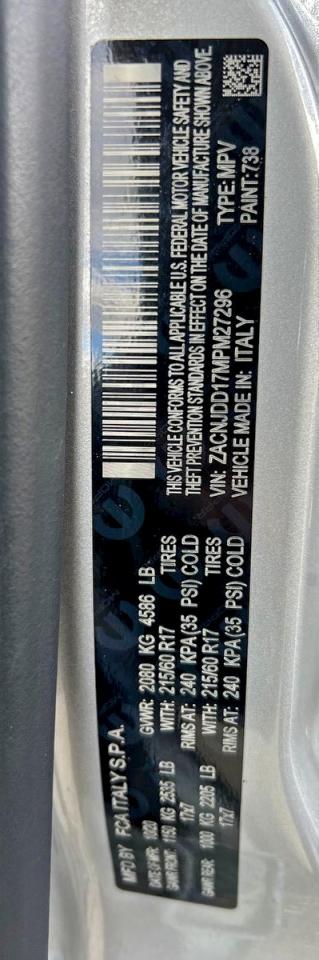 MFD BY FCA ITALY S.P.A.
DATE OF MFR: 10/20 GVWR: 2080 KG 4586 LB
GAWR FRONT: 1150 KG 2535 LB WITH: 215/60 R17 TIRES
17x7 RIMS AT: 240 KPA (35 PSI) COLD
GAWR REAR: 1000 KG 2205 LB WITH: 215/60 R17 TIRES
17x7 RIMS AT: 240 KPA (35 PSI) COLD
THIS VEHICLE CONFORMS TO ALL APPLICABLE U.S. FEDERAL MOTOR VEHICLE SAFETY AND
THEFT PREVENTION STANDARDS IN EFFECT ON THE DATE OF MANUFACTURE SHOWN ABOVE.
VIN: ZACNJDD17MPM27296 TYPE: MPV
VEHICLE MADE IN: ITALY PAINT: 738